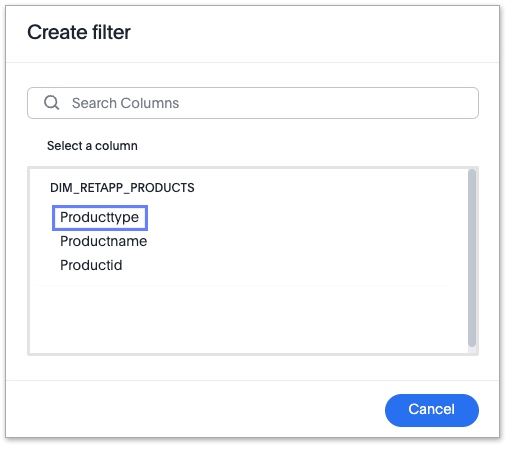 Create filter
Search Columns
Select a column
DIM_RETAPP_PRODUCTS
Producttype
Productname
Productid
Cancel